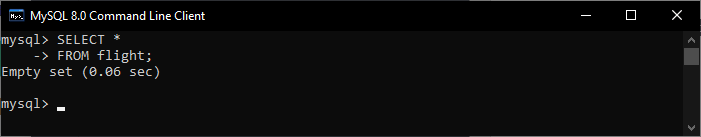 MySQL 8.0 Command Line Client
mysql> SELECT *
    -> FROM flight;
Empty set (0.06 sec)
mysql>